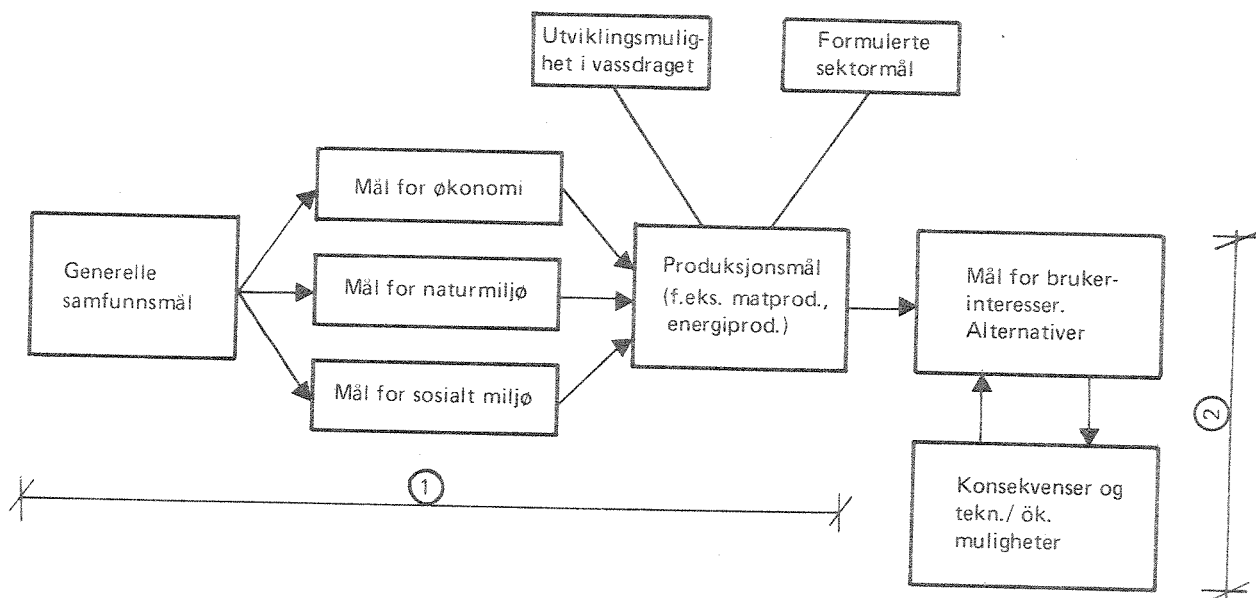 Utviklingsmulig-
het i vassdraget
Formulerte
sektormål
Mål for økonomi
Generelle
samfunnsmål
Mål for naturmiljø
Mål for sosialt miljø
Produksjonsmål
(f.eks. matprod.,
energiprod.)
Mål for bruker-
interesser.
Alternativer
Konsekvenser og
tekn./ ök.
muligheter
1
2